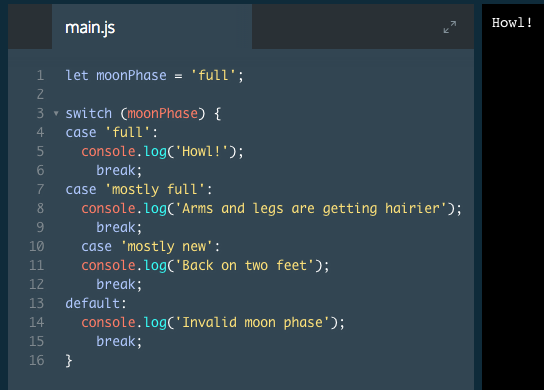 main.js
1 let moonPhase = 'full';
2
3 switch (moonPhase) {
4 case 'full':
5   console.log('Howl!');
6     break;
7 case 'mostly full':
8   console.log('Arms and legs are getting hairier');
9     break;
10   case 'mostly new':
11   console.log('Back on two feet');
12     break;
13 default:
14   console.log('Invalid moon phase');
15     break;
16 }
Howl!